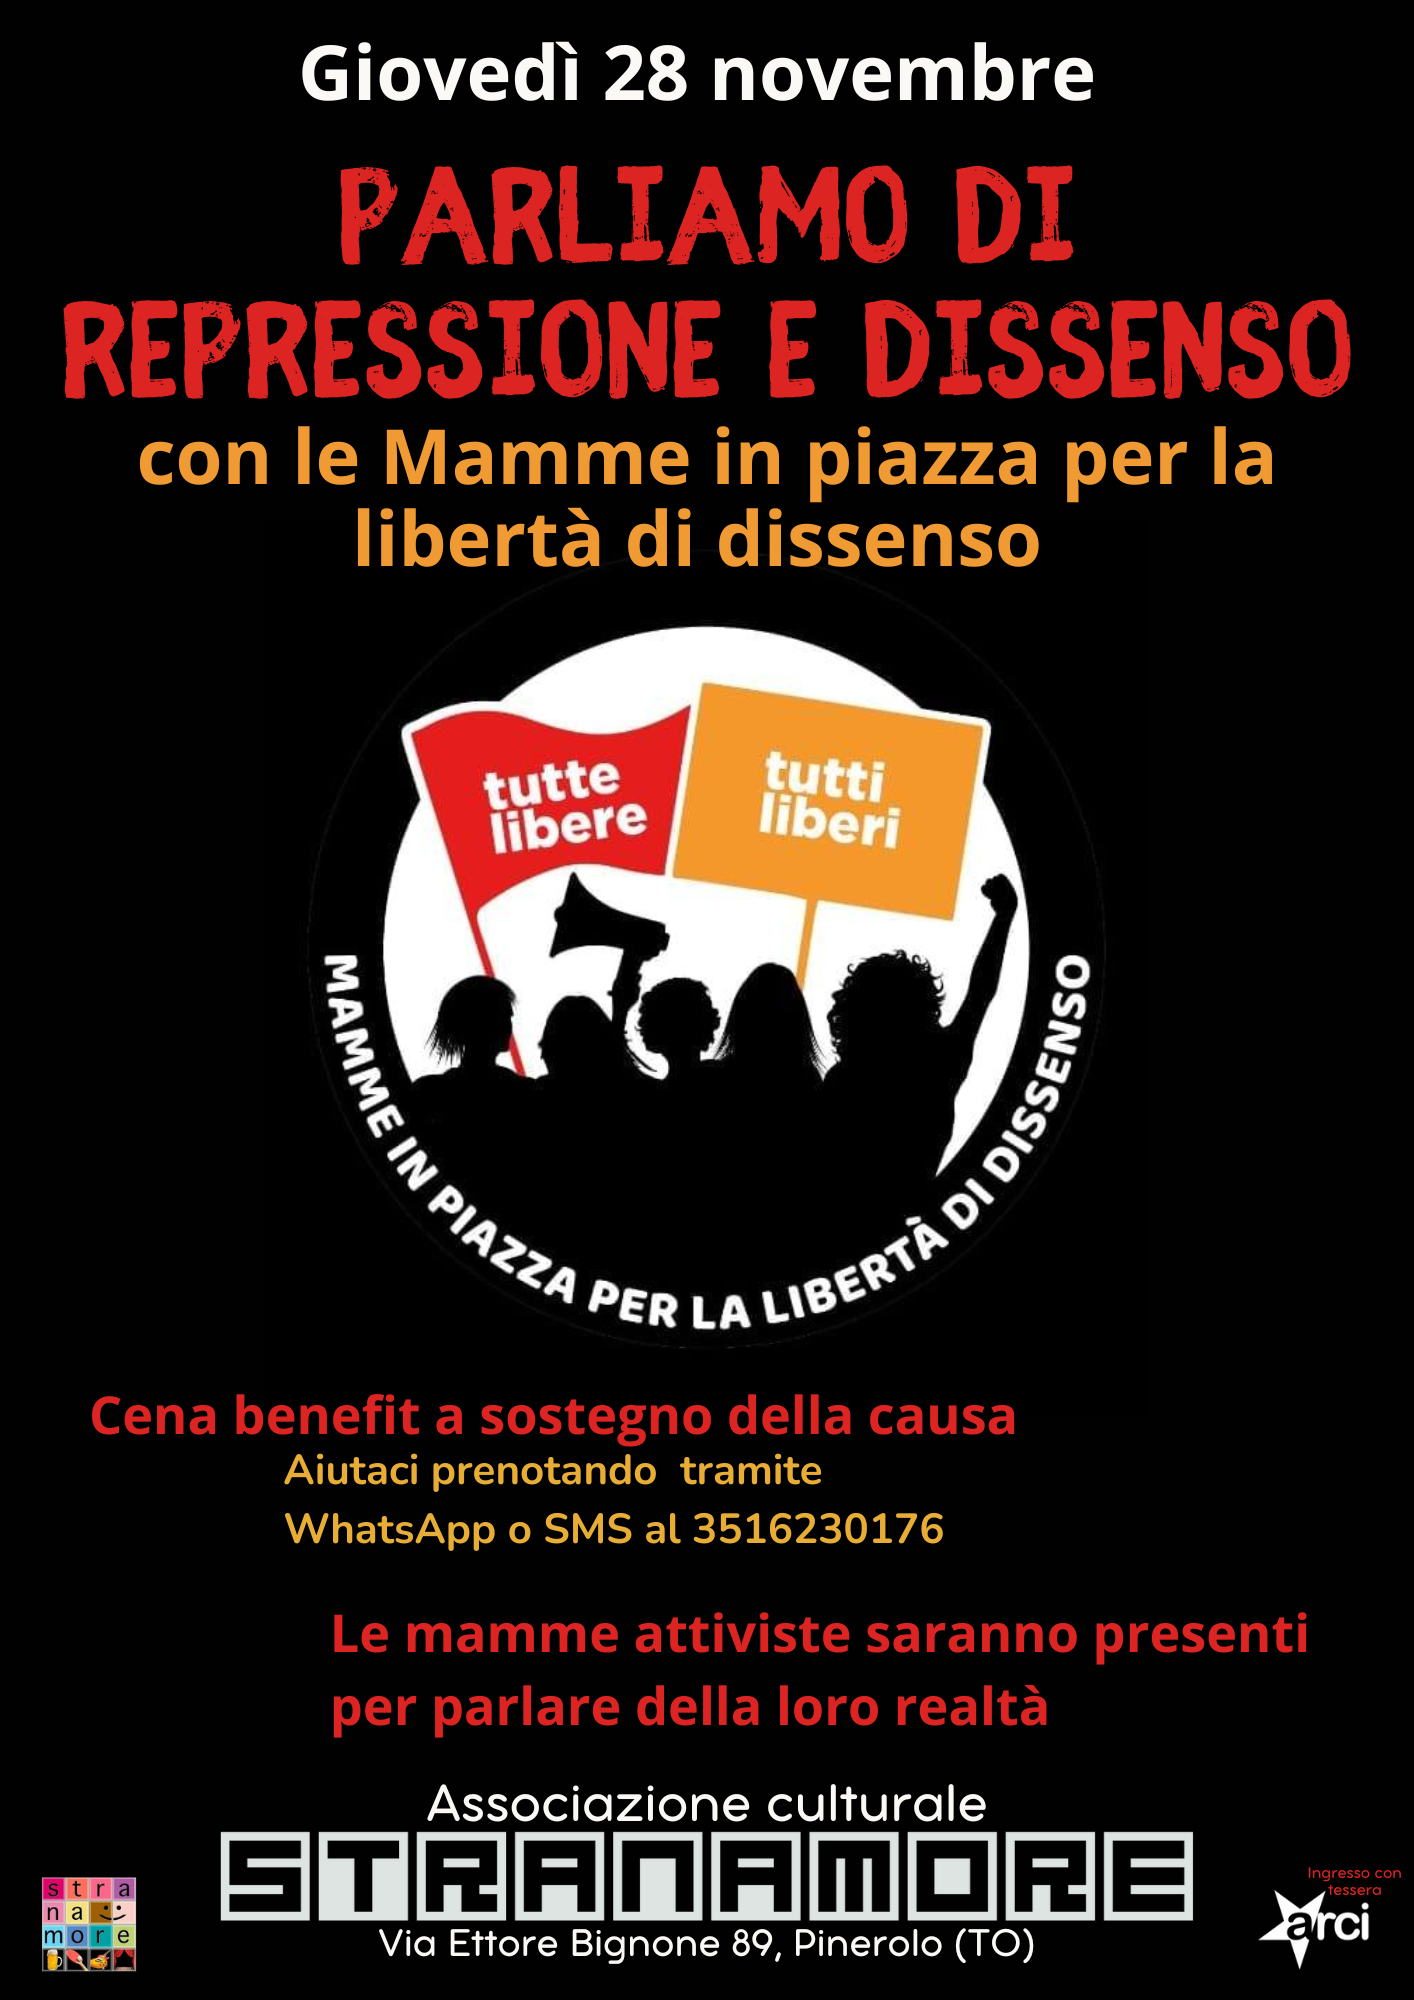 Giovedì 28 novembre
PARLIAMO DI
REPRESSIONE E DISSENSO
con le Mamme in piazza per la
libertà di dissenso
tutte
libere
tutti
liberi
MAMME IN PIAZZA PER LA LIBERTÀ DI DISSENSO
Cena benefit a sostegno della causa
Aiutaci prenotando tramite
WhatsApp o SMS al 3516230176
Le mamme attiviste saranno presenti
per parlare della loro realtà
Associazione culturale
STRANAMORE
Via Ettore Bignone 89, Pinerolo (TO)
stra
na
more
Ingresso con
tessera
arci